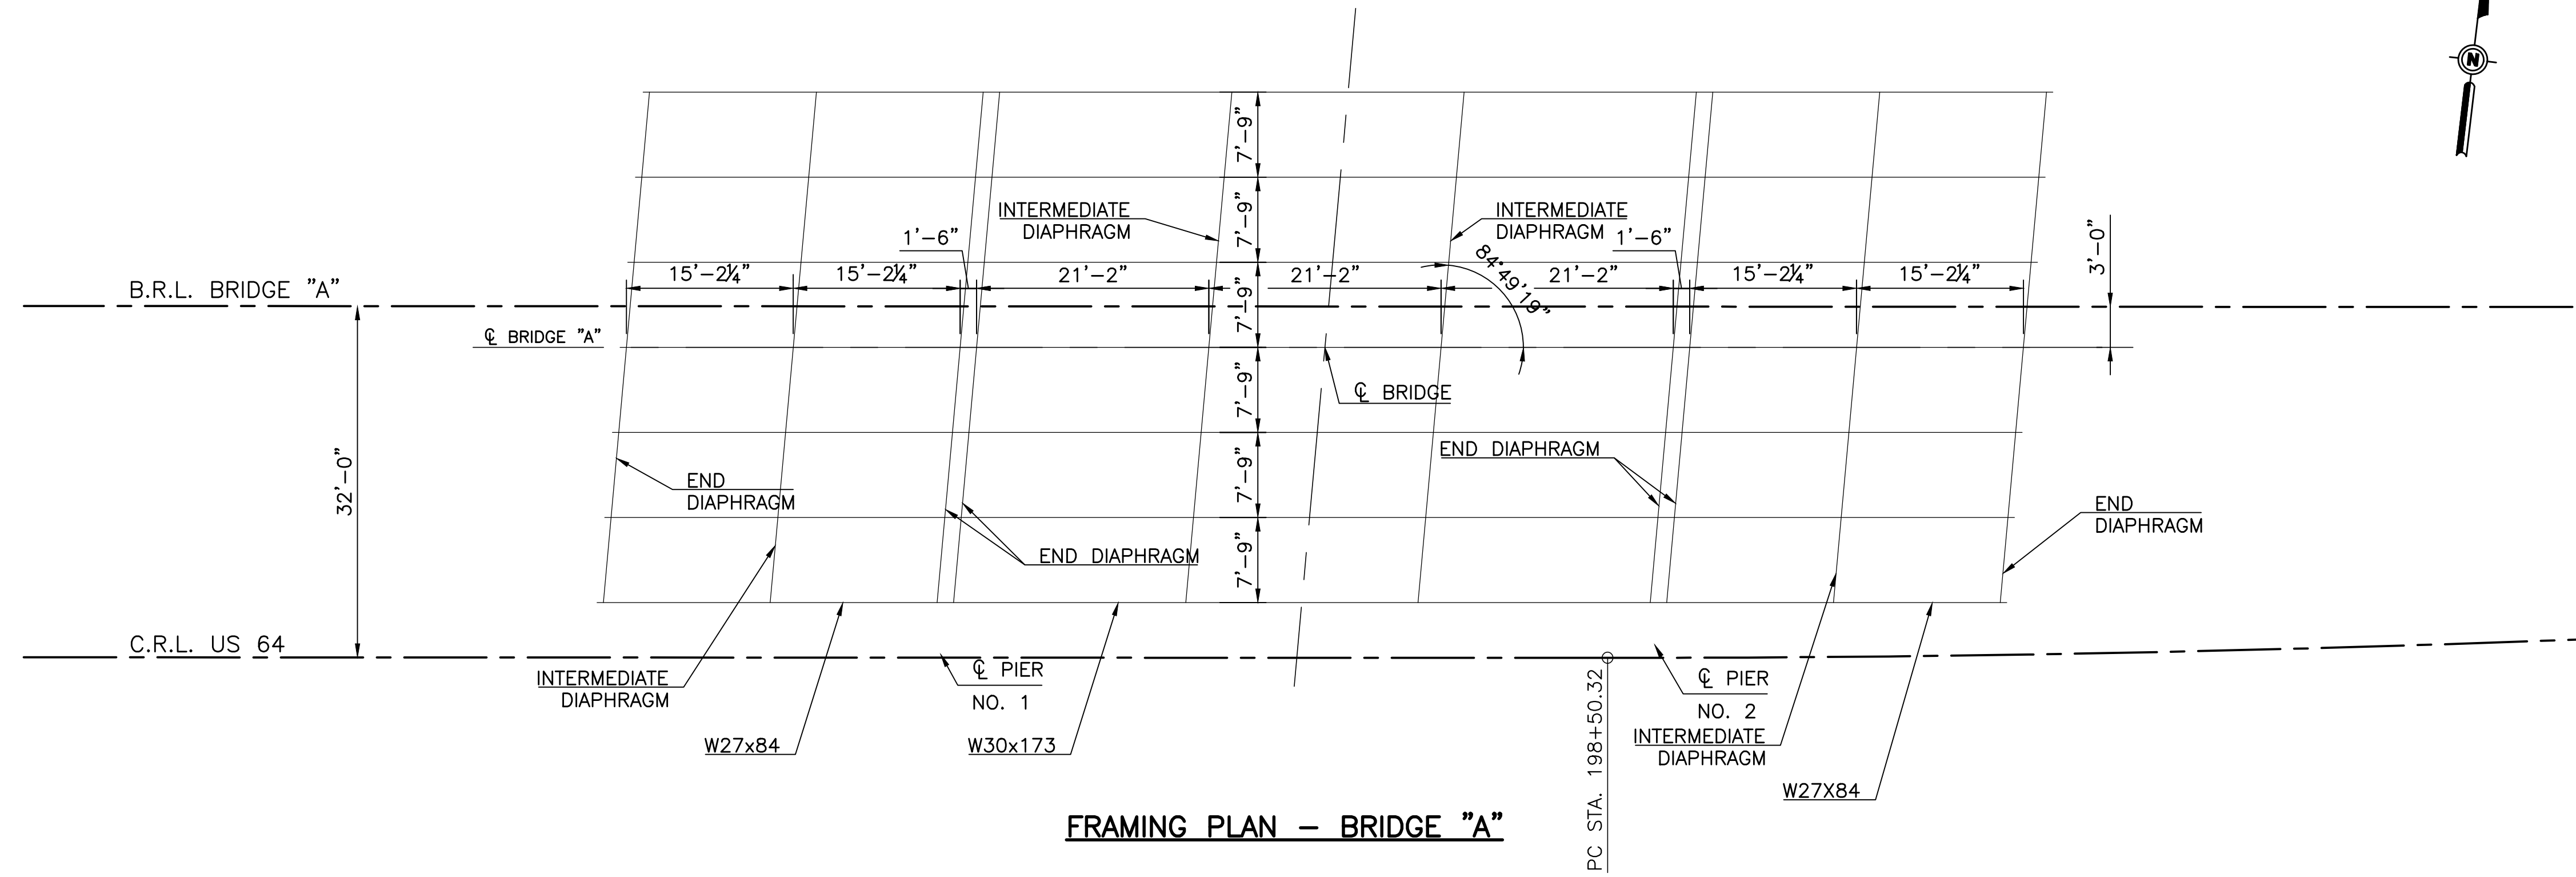 N
7'-9"
7'-9"
7'-9"
7'-9"
7'-9"
7'-9"
INTERMEDIATE
DIAPHRAGM
INTERMEDIATE
DIAPHRAGM
1'-6"
1'-6"
84°49'19"
3'-0"
15'-2¼"
15'-2¼"
21'-2"
21'-2"
21'-2"
15'-2¼"
15'-2¼"
B.R.L. BRIDGE "A"
℄ BRIDGE "A"
℄ BRIDGE
32'-0"
END
DIAPHRAGM
END DIAPHRAGM
END DIAPHRAGM
END
DIAPHRAGM
C.R.L. US 64
INTERMEDIATE
DIAPHRAGM
℄ PIER
NO. 1
℄ PIER
NO. 2
INTERMEDIATE
DIAPHRAGM
W27x84
W30x173
W27X84
PC STA. 198+50.32
FRAMING PLAN - BRIDGE "A"